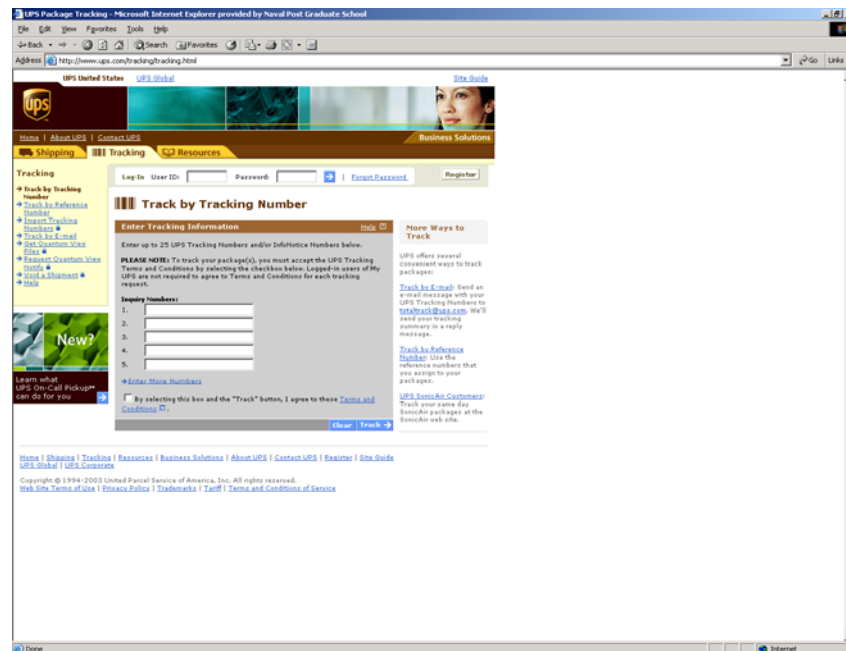 UPS Package Tracking - Microsoft Internet Explorer provided by Naval Post Graduate School
File Edit View Favorites Tools Help
Back Search Favorites
Address http://www.ups.com/tracking/tracking.html Go Links
UPS United States UPS Global Site Guide
ups
Home | About UPS | Contact UPS Business Solutions
Shipping Tracking Resources
Tracking
Track by Tracking
Number
Track by Reference
Number
Import Tracking
Numbers
Track by E-mail
Get Quantum View
Files
Request Quantum View
Notify
Void a Shipment
Help
New?
Learn what
UPS On-Call Pickup℠
can do for you
Log-In User ID: Password: | Forgot Password Register
Track by Tracking Number
Enter Tracking Information Help
Enter up to 25 UPS Tracking Numbers and/or InfoNotice Numbers below.
PLEASE NOTE: To track your package(s), you must accept the UPS Tracking
Terms and Conditions by selecting the checkbox below. Logged-in users of My
UPS are not required to agree to Terms and Conditions for each tracking
request.
Inquiry Numbers:
1.
2.
3.
4.
5.
Enter More Numbers
By selecting this box and the "Track" button, I agree to these Terms and
Conditions .
Clear Track
More Ways to
Track
UPS offers several
convenient ways to track
packages:
Track by E-mail: Send an
e-mail message with your
UPS Tracking Numbers to
totaltrack@ups.com. We'll
send your tracking
summary in a reply
message.
Track by Reference
Number: Use the
reference numbers that
you assign to your
packages.
UPS SonicAir Customers:
Track your same day
SonicAir packages at the
SonicAir web site.
Home | Shipping | Tracking | Resources | Business Solutions | About UPS | Contact UPS | Register | Site Guide
UPS Global | UPS Corporate
Copyright © 1994-2003 United Parcel Service of America, Inc. All rights reserved.
Web Site Terms of Use | Privacy Policy | Trademarks | Tariff | Terms and Conditions of Service
Done Internet